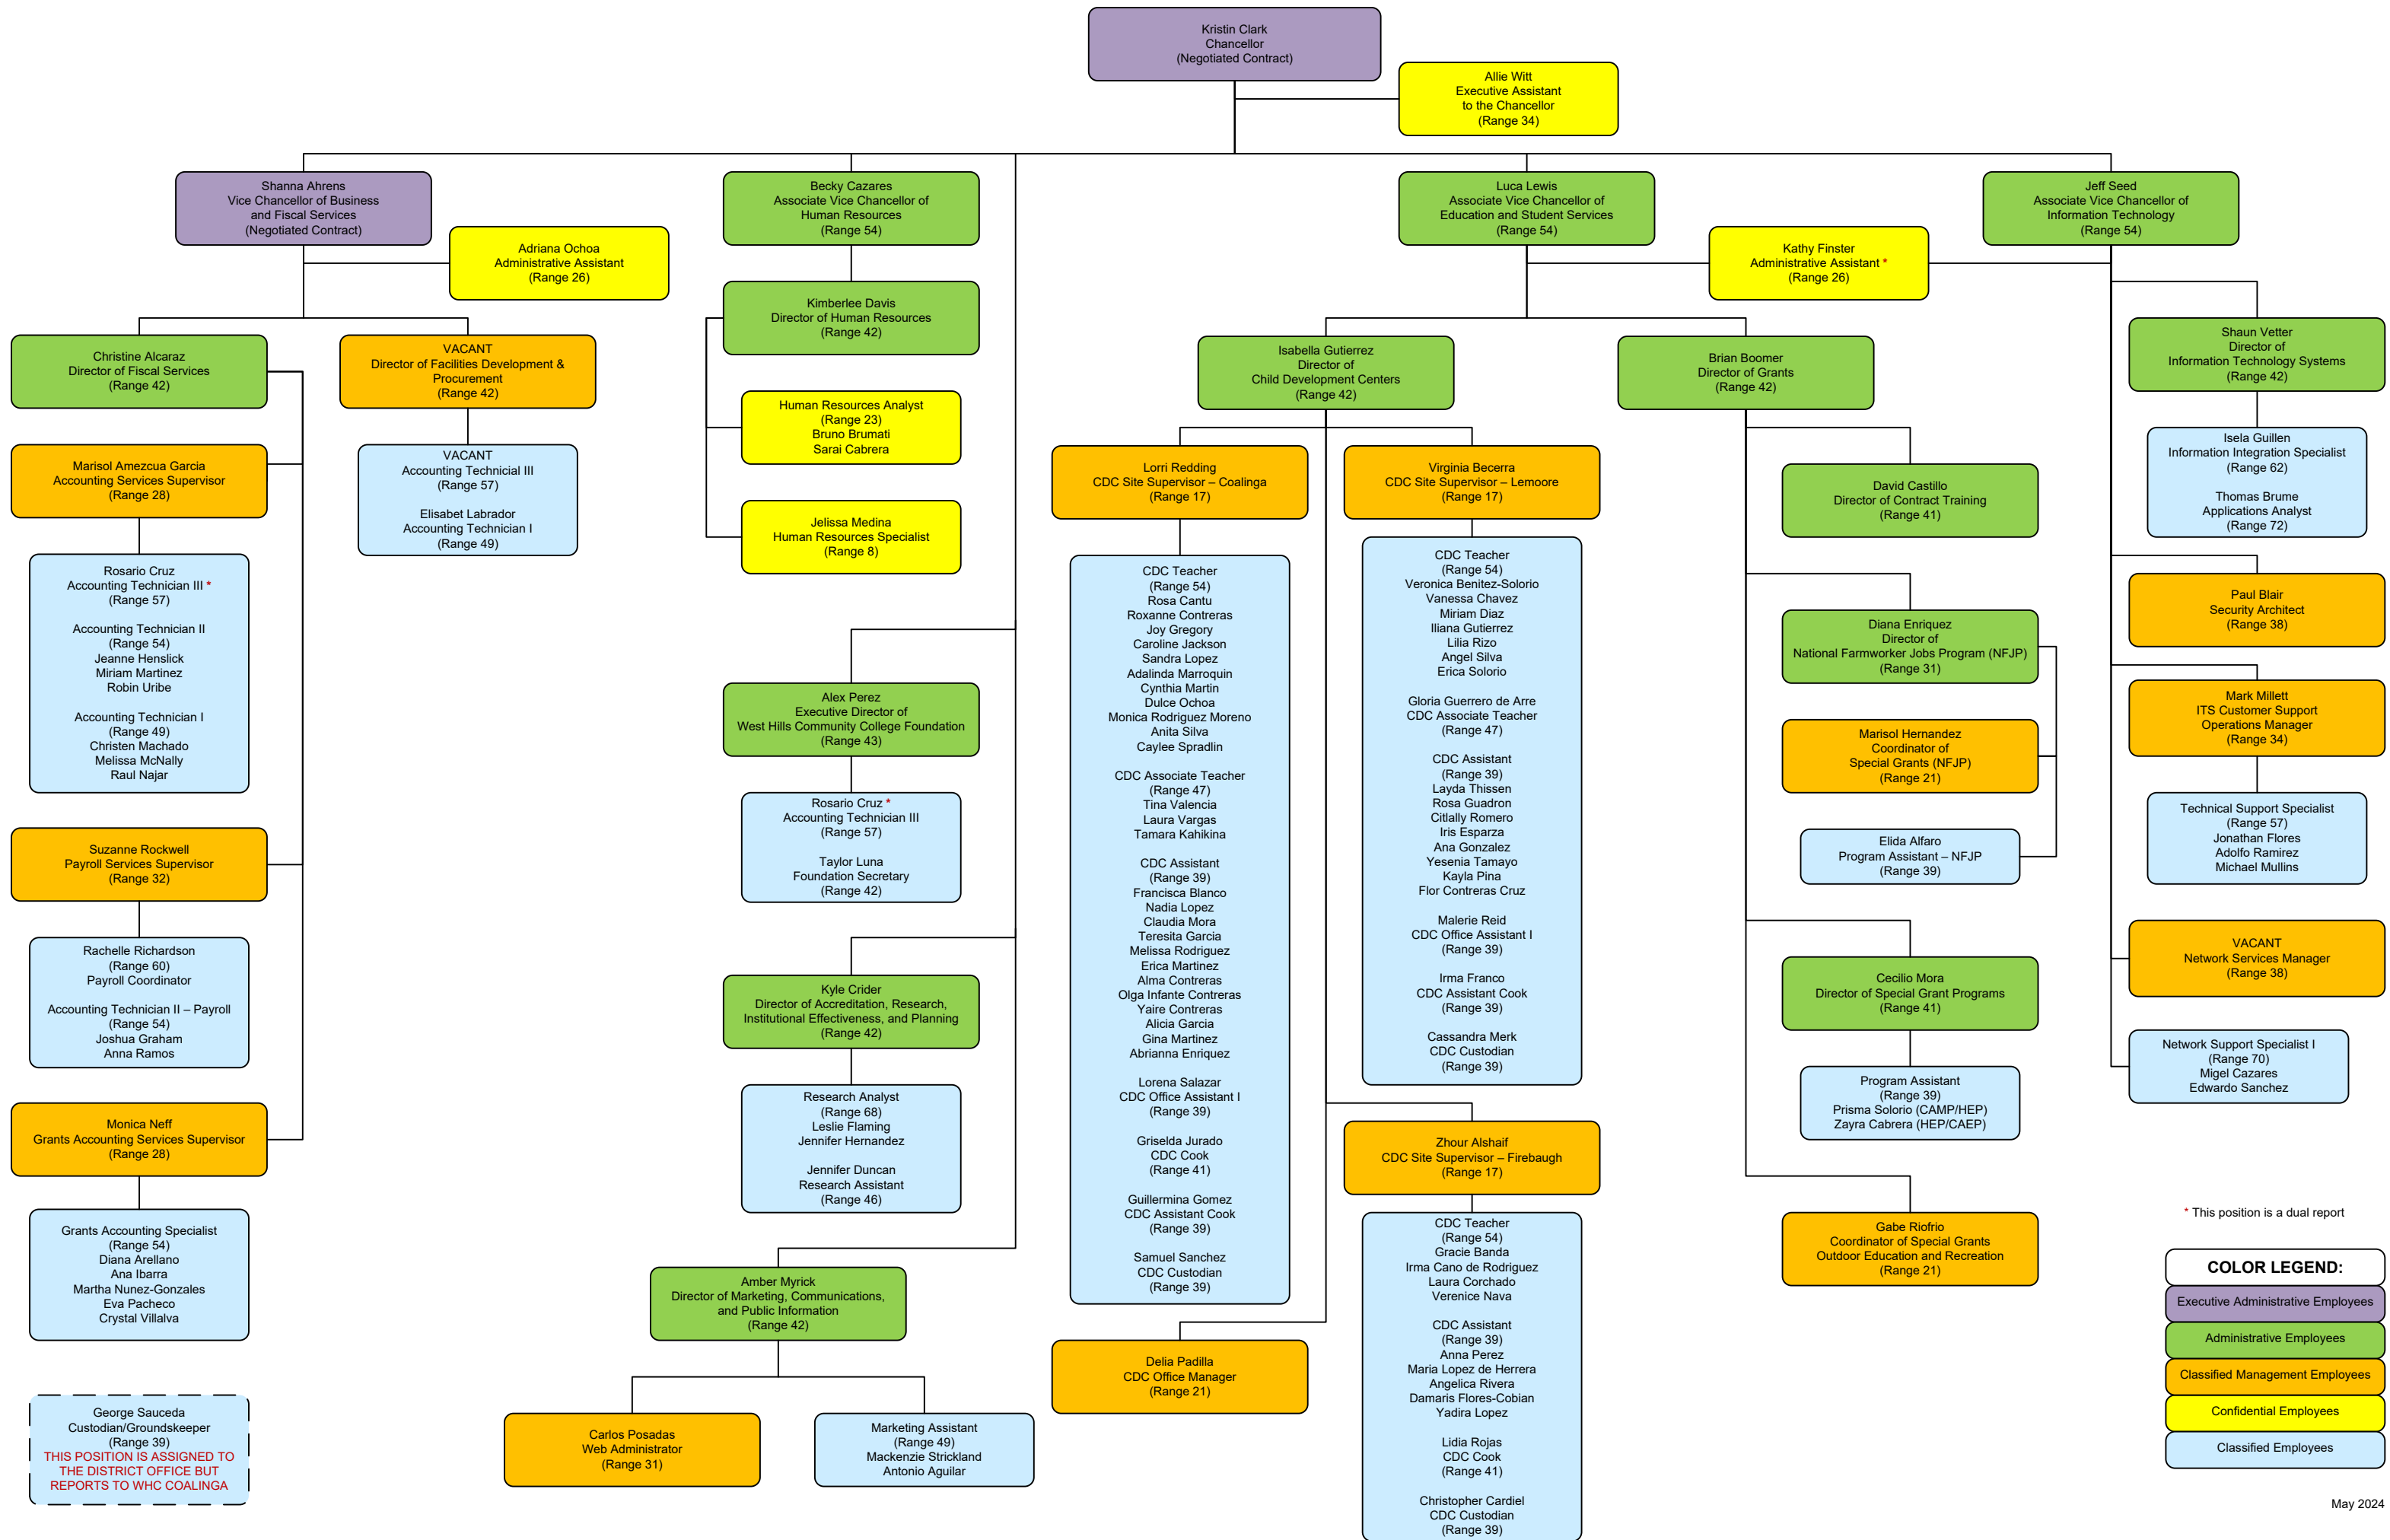 Kristin Clark
Chancellor
(Negotiated Contract)
Allie Witt
Executive Assistant
to the Chancellor
(Range 34)
Shanna Ahrens
Vice Chancellor of Business
and Fiscal Services
(Negotiated Contract)
Adriana Ochoa
Administrative Assistant
(Range 26)
Christine Alcaraz
Director of Fiscal Services
(Range 42)
VACANT
Director of Facilities Development &
Procurement
(Range 42)
VACANT
Accounting Technicial III
(Range 57)
Elisabet Labrador
Accounting Technician I
(Range 49)
Marisol Amezcua Garcia
Accounting Services Supervisor
(Range 28)
Rosario Cruz
Accounting Technician III *
(Range 57)
Accounting Technician II
(Range 54)
Jeanne Henslick
Miriam Martinez
Robin Uribe
Accounting Technician I
(Range 49)
Christen Machado
Melissa McNally
Raul Najar
Suzanne Rockwell
Payroll Services Supervisor
(Range 32)
Rachelle Richardson
(Range 60)
Payroll Coordinator
Accounting Technician II – Payroll
(Range 54)
Joshua Graham
Anna Ramos
Monica Neff
Grants Accounting Services Supervisor
(Range 28)
Grants Accounting Specialist
(Range 54)
Diana Arellano
Ana Ibarra
Martha Nunez-Gonzales
Eva Pacheco
Crystal Villalva
George Sauceda
Custodian/Groundskeeper
(Range 39)
THIS POSITION IS ASSIGNED TO
THE DISTRICT OFFICE BUT
REPORTS TO WHC COALINGA
Becky Cazares
Associate Vice Chancellor of
Human Resources
(Range 54)
Kimberlee Davis
Director of Human Resources
(Range 42)
Human Resources Analyst
(Range 23)
Bruno Brumati
Sarai Cabrera
Jelissa Medina
Human Resources Specialist
(Range 8)
Alex Perez
Executive Director of
West Hills Community College Foundation
(Range 43)
Rosario Cruz *
Accounting Technician III
(Range 57)
Taylor Luna
Foundation Secretary
(Range 42)
Kyle Crider
Director of Accreditation, Research,
Institutional Effectiveness, and Planning
(Range 42)
Research Analyst
(Range 68)
Leslie Flaming
Jennifer Hernandez
Jennifer Duncan
Research Assistant
(Range 46)
Amber Myrick
Director of Marketing, Communications,
and Public Information
(Range 42)
Carlos Posadas
Web Administrator
(Range 31)
Marketing Assistant
(Range 49)
Mackenzie Strickland
Antonio Aguilar
Luca Lewis
Associate Vice Chancellor of
Education and Student Services
(Range 54)
Kathy Finster
Administrative Assistant *
(Range 26)
Isabella Gutierrez
Director of
Child Development Centers
(Range 42)
Lorri Redding
CDC Site Supervisor – Coalinga
(Range 17)
CDC Teacher
(Range 54)
Rosa Cantu
Roxanne Contreras
Joy Gregory
Caroline Jackson
Sandra Lopez
Adalinda Marroquin
Cynthia Martin
Dulce Ochoa
Monica Rodriguez Moreno
Anita Silva
Caylee Spradlin
CDC Associate Teacher
(Range 47)
Tina Valencia
Laura Vargas
Tamara Kahikina
CDC Assistant
(Range 39)
Francisca Blanco
Nadia Lopez
Claudia Mora
Teresita Garcia
Melissa Rodriguez
Erica Martinez
Alma Contreras
Olga Infante Contreras
Yaire Contreras
Alicia Garcia
Gina Martinez
Abrianna Enriquez
Lorena Salazar
CDC Office Assistant I
(Range 39)
Griselda Jurado
CDC Cook
(Range 41)
Guillermina Gomez
CDC Assistant Cook
(Range 39)
Samuel Sanchez
CDC Custodian
(Range 39)
Delia Padilla
CDC Office Manager
(Range 21)
Virginia Becerra
CDC Site Supervisor – Lemoore
(Range 17)
CDC Teacher
(Range 54)
Veronica Benitez-Solorio
Vanessa Chavez
Miriam Diaz
Iliana Gutierrez
Lilia Rizo
Angel Silva
Erica Solorio
Gloria Guerrero de Arre
CDC Associate Teacher
(Range 47)
CDC Assistant
(Range 39)
Layda Thissen
Rosa Guadron
Citlally Romero
Iris Esparza
Ana Gonzalez
Yesenia Tamayo
Kayla Pina
Flor Contreras Cruz
Malerie Reid
CDC Office Assistant I
(Range 39)
Irma Franco
CDC Assistant Cook
(Range 39)
Cassandra Merk
CDC Custodian
(Range 39)
Zhour Alshaif
CDC Site Supervisor – Firebaugh
(Range 17)
CDC Teacher
(Range 54)
Gracie Banda
Irma Cano de Rodriguez
Laura Corchado
Verenice Nava
CDC Assistant
(Range 39)
Anna Perez
Maria Lopez de Herrera
Angelica Rivera
Damaris Flores-Cobian
Yadira Lopez
Lidia Rojas
CDC Cook
(Range 41)
Christopher Cardiel
CDC Custodian
(Range 39)
Brian Boomer
Director of Grants
(Range 42)
David Castillo
Director of Contract Training
(Range 41)
Diana Enriquez
Director of
National Farmworker Jobs Program (NFJP)
(Range 31)
Marisol Hernandez
Coordinator of
Special Grants (NFJP)
(Range 21)
Elida Alfaro
Program Assistant – NFJP
(Range 39)
Cecilio Mora
Director of Special Grant Programs
(Range 41)
Program Assistant
(Range 39)
Prisma Solorio (CAMP/HEP)
Zayra Cabrera (HEP/CAEP)
Gabe Riofrio
Coordinator of Special Grants
Outdoor Education and Recreation
(Range 21)
Jeff Seed
Associate Vice Chancellor of
Information Technology
(Range 54)
Shaun Vetter
Director of
Information Technology Systems
(Range 42)
Isela Guillen
Information Integration Specialist
(Range 62)
Thomas Brume
Applications Analyst
(Range 72)
Paul Blair
Security Architect
(Range 38)
Mark Millett
ITS Customer Support
Operations Manager
(Range 34)
Technical Support Specialist
(Range 57)
Jonathan Flores
Adolfo Ramirez
Michael Mullins
VACANT
Network Services Manager
(Range 38)
Network Support Specialist I
(Range 70)
Migel Cazares
Edwardo Sanchez
* This position is a dual report
COLOR LEGEND:
Executive Administrative Employees
Administrative Employees
Classified Management Employees
Confidential Employees
Classified Employees
May 2024